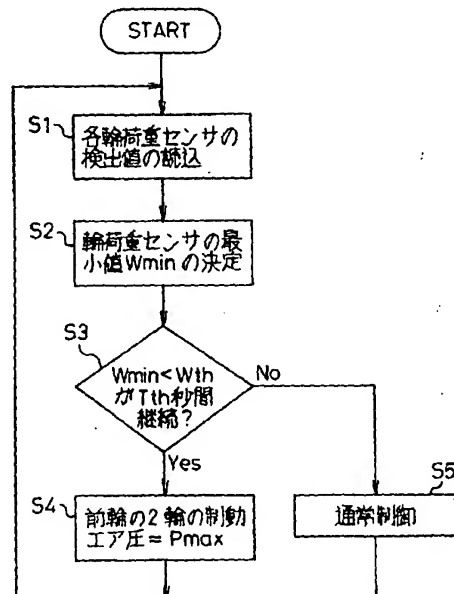 START
S1
各輪荷重センサの
検出値の読込
S2
輪荷重センサの最
小値Wminの決定
S3
Wmin<Wth
がTth秒間
継続?
No
Yes
S4
前輪の2輪の制動
エア圧=Pmax
S5
通常制御